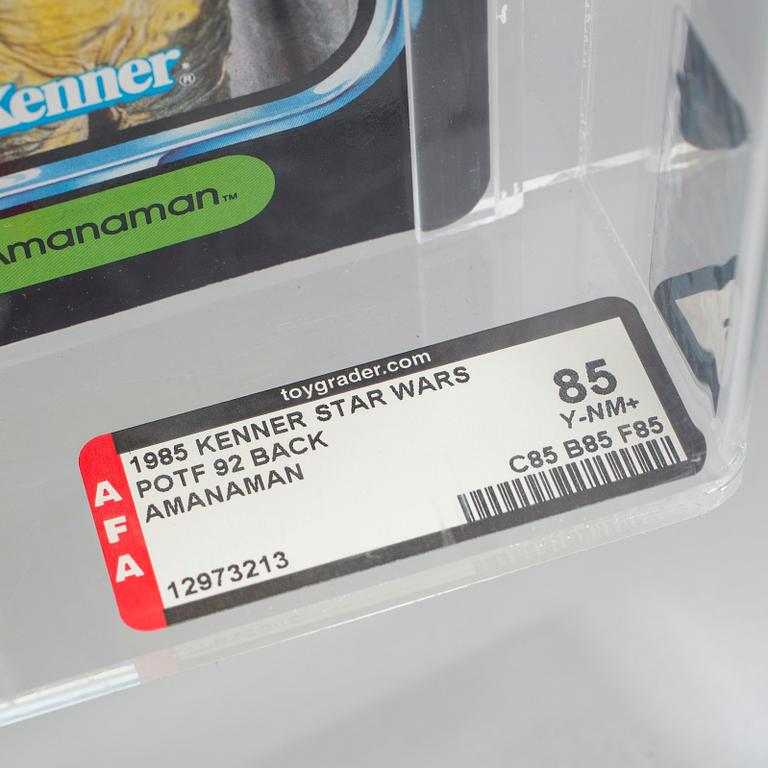 Kenner®
Amanaman™
toygrader.com
1985 KENNER STAR WARS
POTF 92 BACK
AMANAMAN
12973213
85
Y-NM+
C85 B85 F85
AFA